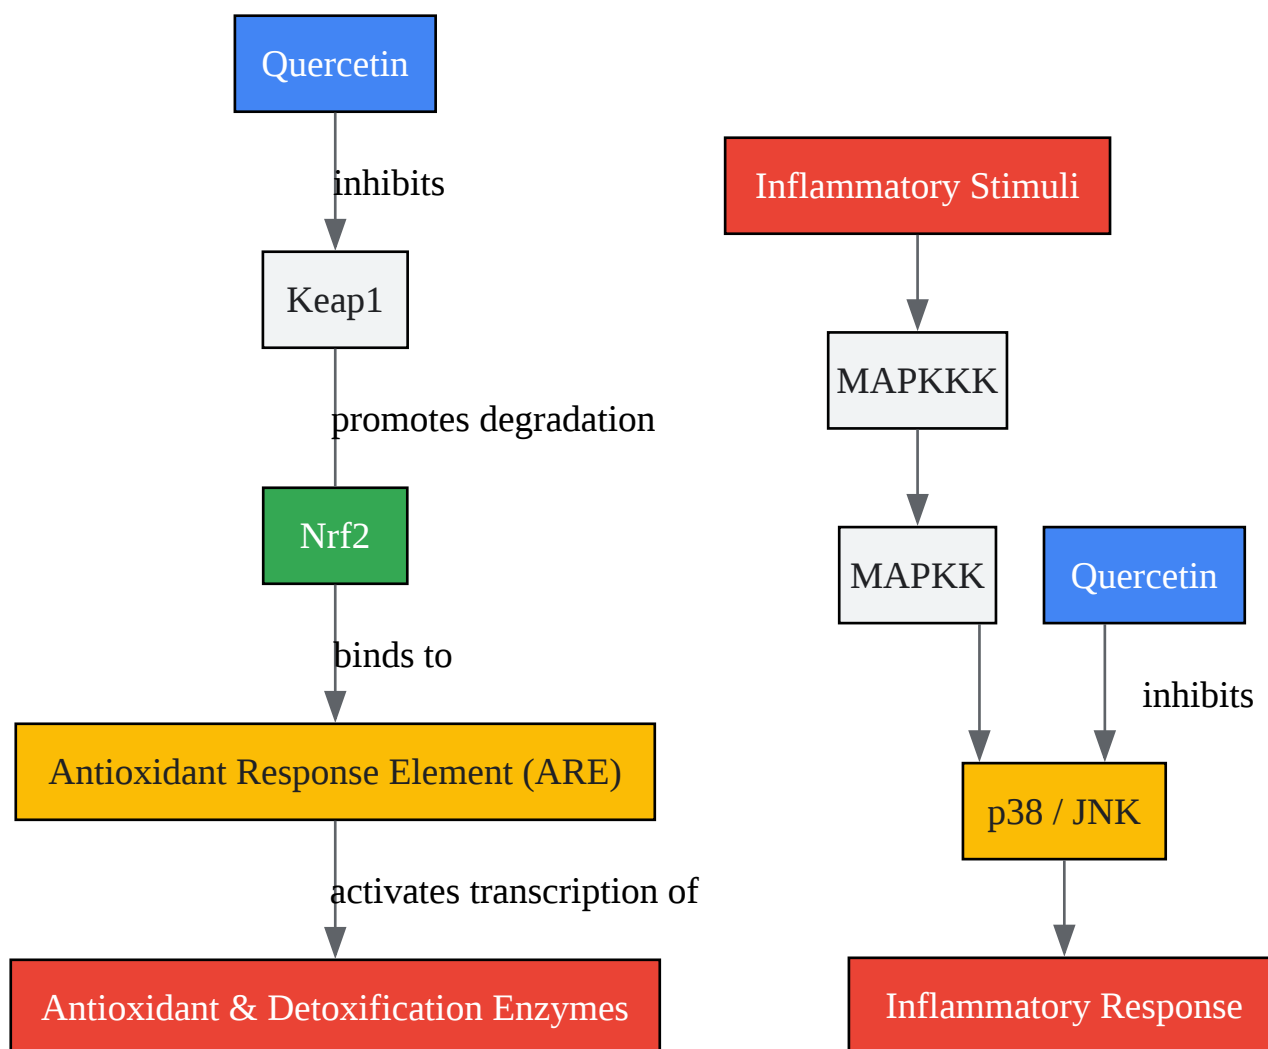 Quercetin
inhibits
Keap1
promotes degradation
Nrf2
binds to
Antioxidant Response Element (ARE)
activates transcription of
Antioxidant & Detoxification Enzymes
Inflammatory Stimuli
MAPKKK
MAPKK
Quercetin
inhibits
p38 / JNK
Inflammatory Response